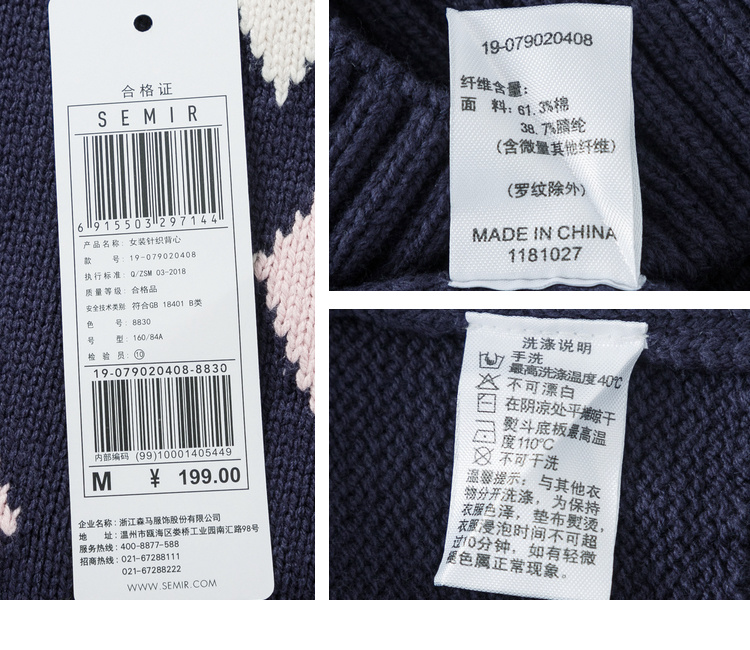 合格证
SEMIR
6 915503 297144
产品名称: 女装针织背心
款 号: 19-079020408
执行标准: Q/ZSM 03-2018
质量等级: 合格品
安全技术类别 符合GB 18401 B类
色 号: 8830
号 型: 160/84A
检 验 员: ⑩
19-079020408-8830
内部编码 (99)10001405449
M ¥ 199.00
企业名称: 浙江森马服饰股份有限公司
地 址: 温州市瓯海区娄桥工业园南汇路98号
服务热线: 400-8877-588
招商热线: 021-67288111
021-67288222
WWW.SEMIR.COM
19-079020408
纤维含量:
面 料: 61.3%棉
38.7%腈纶
(含微量其他纤维)
(罗纹除外)
MADE IN CHINA
1181027
洗涤说明
手洗
最高洗涤温度40℃
不可漂白
在阴凉处平摊晾干
熨斗底板最高温
度110℃
不可干洗
温馨提示: 与其他衣
物分开洗涤, 为保持
衣服色泽, 垫布熨烫,
衣服浸泡时间不可超
过10分钟, 如有轻微
褪色属正常现象。